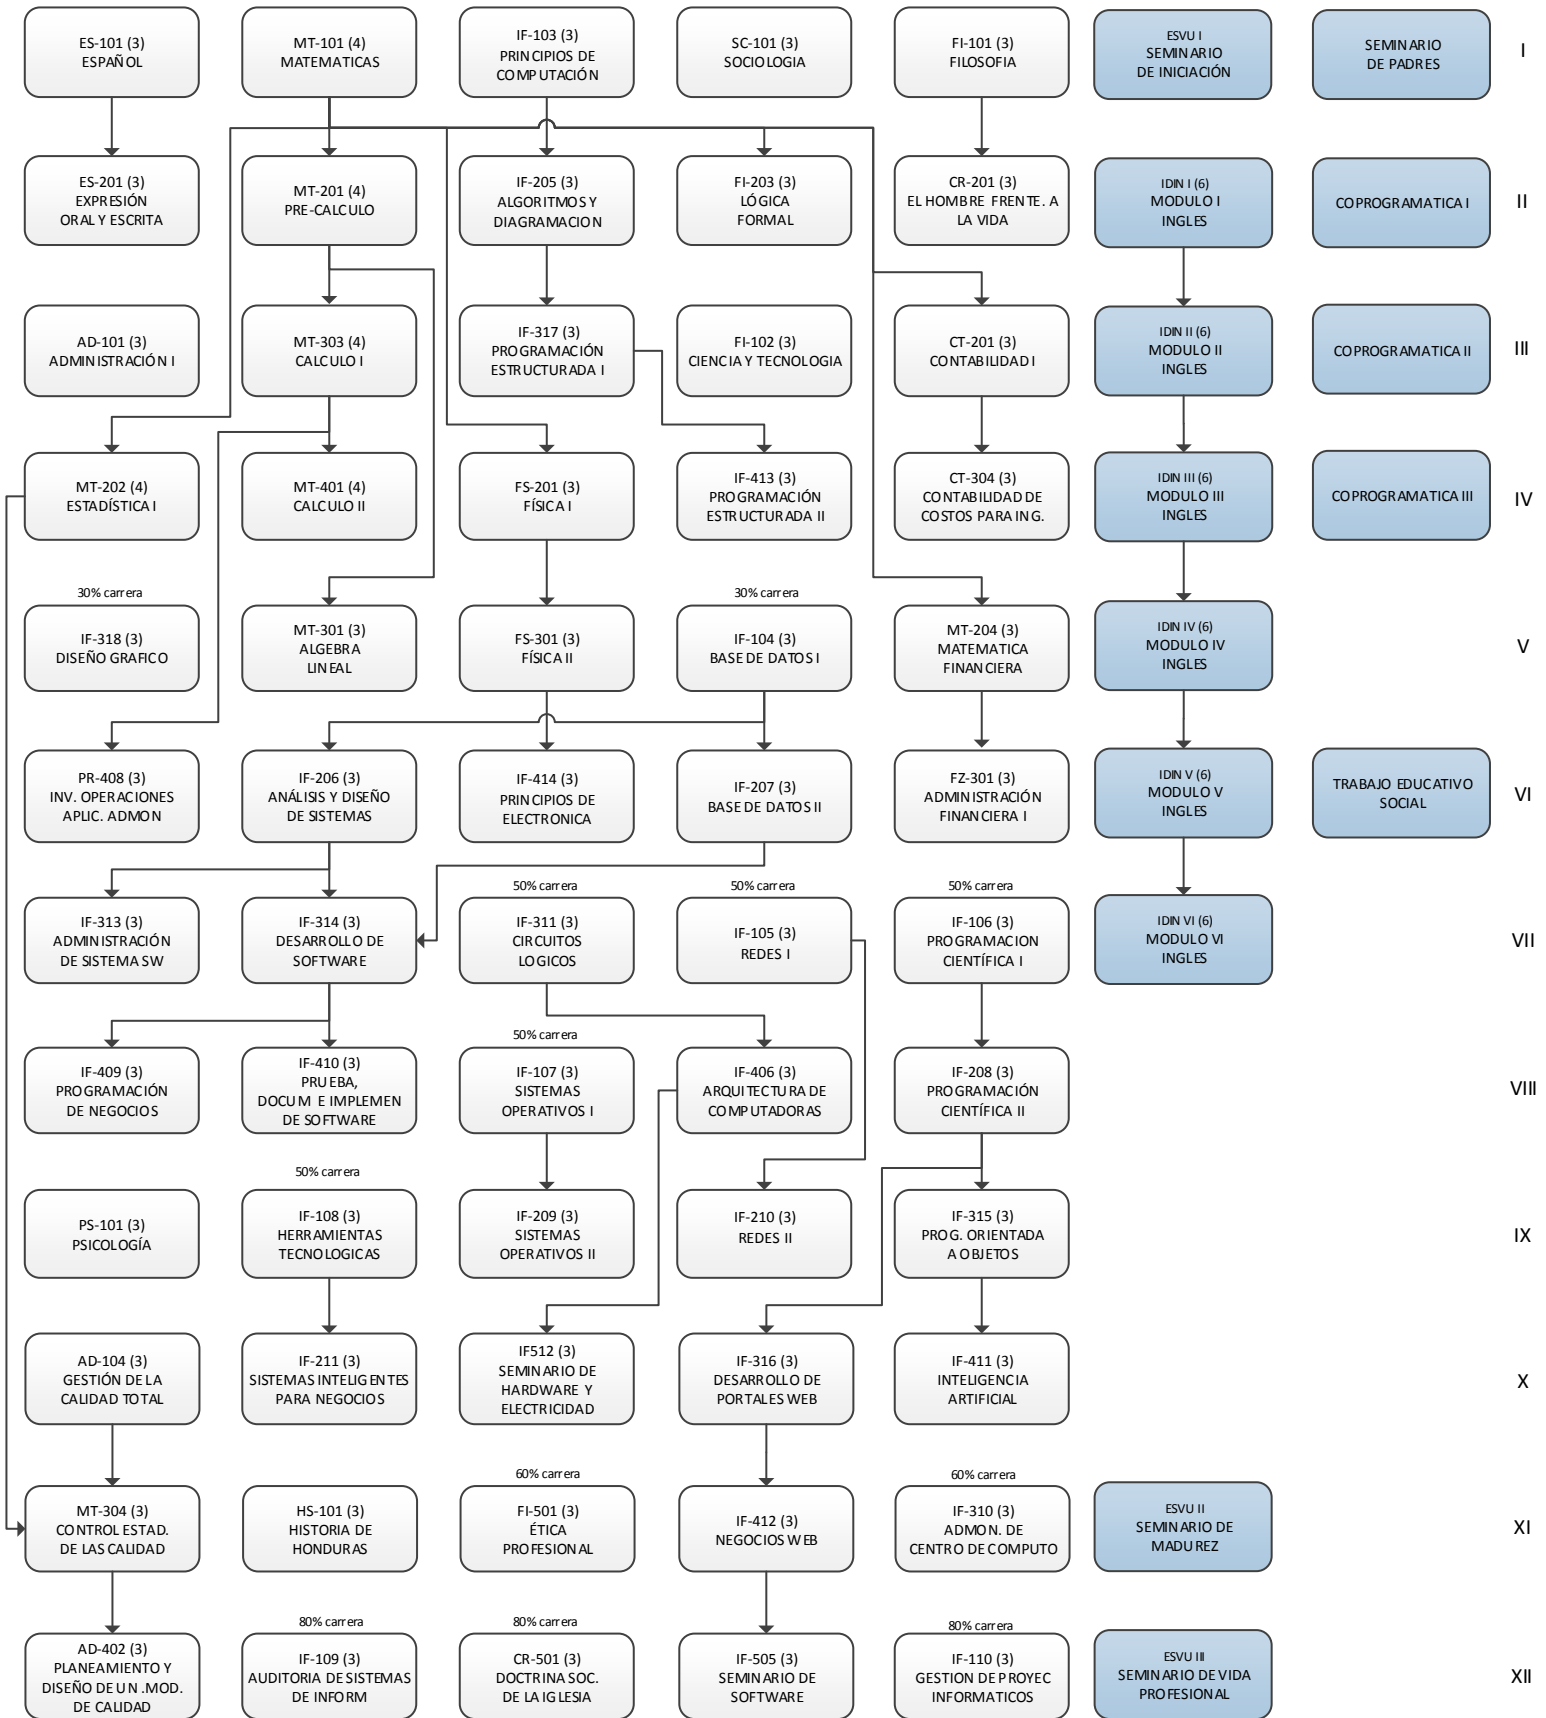 ES-101 (3)
ESPAÑOL
MT-101 (4)
MATEMATICAS
IF-103 (3)
PRINCIPIOS DE
COMPUTACIÓN
SC-101 (3)
SOCIOLOGIA
FI-101 (3)
FILOSOFIA
ESVU I
SEMINARIO
DE INICIACIÓN
SEMINARIO
DE PADRES
I
ES-201 (3)
EXPRESIÓN
ORAL Y ESCRITA
MT-201 (4)
PRE-CALCULO
IF-205 (3)
ALGORITMOS Y
DIAGRAMACION
FI-203 (3)
LÓGICA
FORMAL
CR-201 (3)
EL HOMBRE FRENTE. A
LA VIDA
IDIN I (6)
MODULO I
INGLES
COPROGRAMATICA I
II
AD-101 (3)
ADMINISTRACIÓN I
MT-303 (4)
CALCULO I
IF-317 (3)
PROGRAMACIÓN
ESTRUCTURADA I
FI-102 (3)
CIENCIA Y TECNOLOGIA
CT-201 (3)
CONTABILIDAD I
IDIN II (6)
MODULO II
INGLES
COPROGRAMATICA II
III
MT-202 (4)
ESTADÍSTICA I
MT-401 (4)
CALCULO II
FS-201 (3)
FÍSICA I
IF-413 (3)
PROGRAMACIÓN
ESTRUCTURADA II
CT-304 (3)
CONTABILIDAD DE
COSTOS PARA ING.
IDIN III (6)
MODULO III
INGLES
COPROGRAMATICA III
IV
30% carrera
IF-318 (3)
DISEÑO GRAFICO
MT-301 (3)
ALGEBRA
LINEAL
FS-301 (3)
FÍSICA II
30% carrera
IF-104 (3)
BASE DE DATOS I
MT-204 (3)
MATEMATICA
FINANCIERA
IDIN IV (6)
MODULO IV
INGLES
V
PR-408 (3)
INV. OPERACIONES
APLIC. ADMON
IF-206 (3)
ANÁLISIS Y DISEÑO
DE SISTEMAS
IF-414 (3)
PRINCIPIOS DE
ELECTRONICA
IF-207 (3)
BASE DE DATOS II
FZ-301 (3)
ADMINISTRACIÓN
FINANCIERA I
IDIN V (6)
MODULO V
INGLES
TRABAJO EDUCATIVO
SOCIAL
VI
IF-313 (3)
ADMINISTRACIÓN
DE SISTEMA SW
IF-314 (3)
DESARROLLO DE
SOFTWARE
50% carrera
IF-311 (3)
CIRCUITOS
LOGICOS
50% carrera
IF-105 (3)
REDES I
50% carrera
IF-106 (3)
PROGRAMACION
CIENTÍFICA I
IDIN VI (6)
MODULO VI
INGLES
VII
IF-409 (3)
PROGRAMACIÓN
DE NEGOCIOS
IF-410 (3)
PRUEBA,
DOCUM E IMPLEMEN
DE SOFTWARE
50% carrera
IF-107 (3)
SISTEMAS
OPERATIVOS I
IF-406 (3)
ARQUITECTURA DE
COMPUTADORAS
IF-208 (3)
PROGRAMACIÓN
CIENTÍFICA II
VIII
PS-101 (3)
PSICOLOGÍA
50% carrera
IF-108 (3)
HERRAMIENTAS
TECNOLOGICAS
IF-209 (3)
SISTEMAS
OPERATIVOS II
IF-210 (3)
REDES II
IF-315 (3)
PROG. ORIENTADA
A OBJETOS
IX
AD-104 (3)
GESTIÓN DE LA
CALIDAD TOTAL
IF-211 (3)
SISTEMAS INTELIGENTES
PARA NEGOCIOS
IF512 (3)
SEMINARIO DE
HARDWARE Y
ELECTRICIDAD
IF-316 (3)
DESARROLLO DE
PORTALES WEB
IF-411 (3)
INTELIGENCIA
ARTIFICIAL
X
MT-304 (3)
CONTROL ESTAD.
DE LAS CALIDAD
HS-101 (3)
HISTORIA DE
HONDURAS
60% carrera
FI-501 (3)
ÉTICA
PROFESIONAL
IF-412 (3)
NEGOCIOS WEB
60% carrera
IF-310 (3)
ADMON. DE
CENTRO DE COMPUTO
ESVU II
SEMINARIO DE
MADUREZ
XI
AD-402 (3)
PLANEAMIENTO Y
DISEÑO DE UN .MOD.
DE CALIDAD
80% carrera
IF-109 (3)
AUDITORIA DE SISTEMAS
DE INFORM
80% carrera
CR-501 (3)
DOCTRINA SOC.
DE LA IGLESIA
IF-505 (3)
SEMINARIO DE
SOFTWARE
80% carrera
IF-110 (3)
GESTION DE PROYEC
INFORMATICOS
ESVU III
SEMINARIO DE VIDA
PROFESIONAL
XII